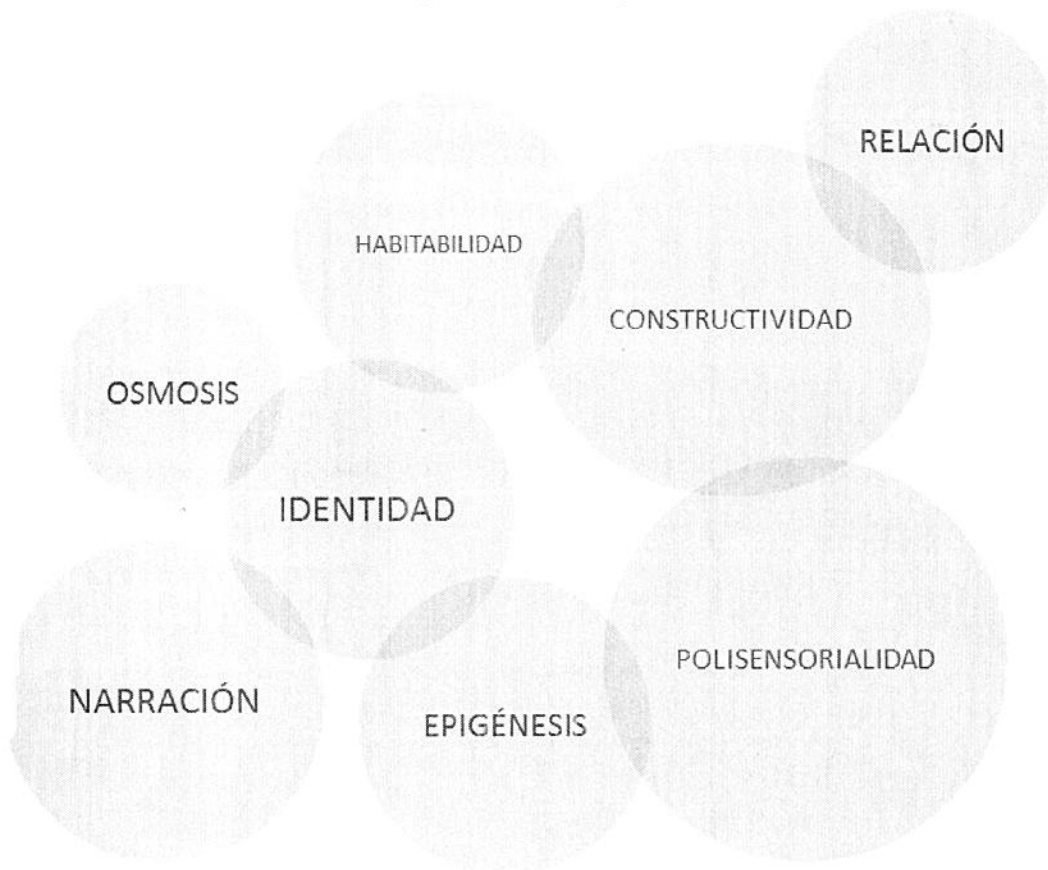 RELACIÓN
HABITABILIDAD
CONSTRUCTIVIDAD
OSMOSIS
IDENTIDAD
POLISENSORIALIDAD
NARRACIÓN
EPIGÉNESIS